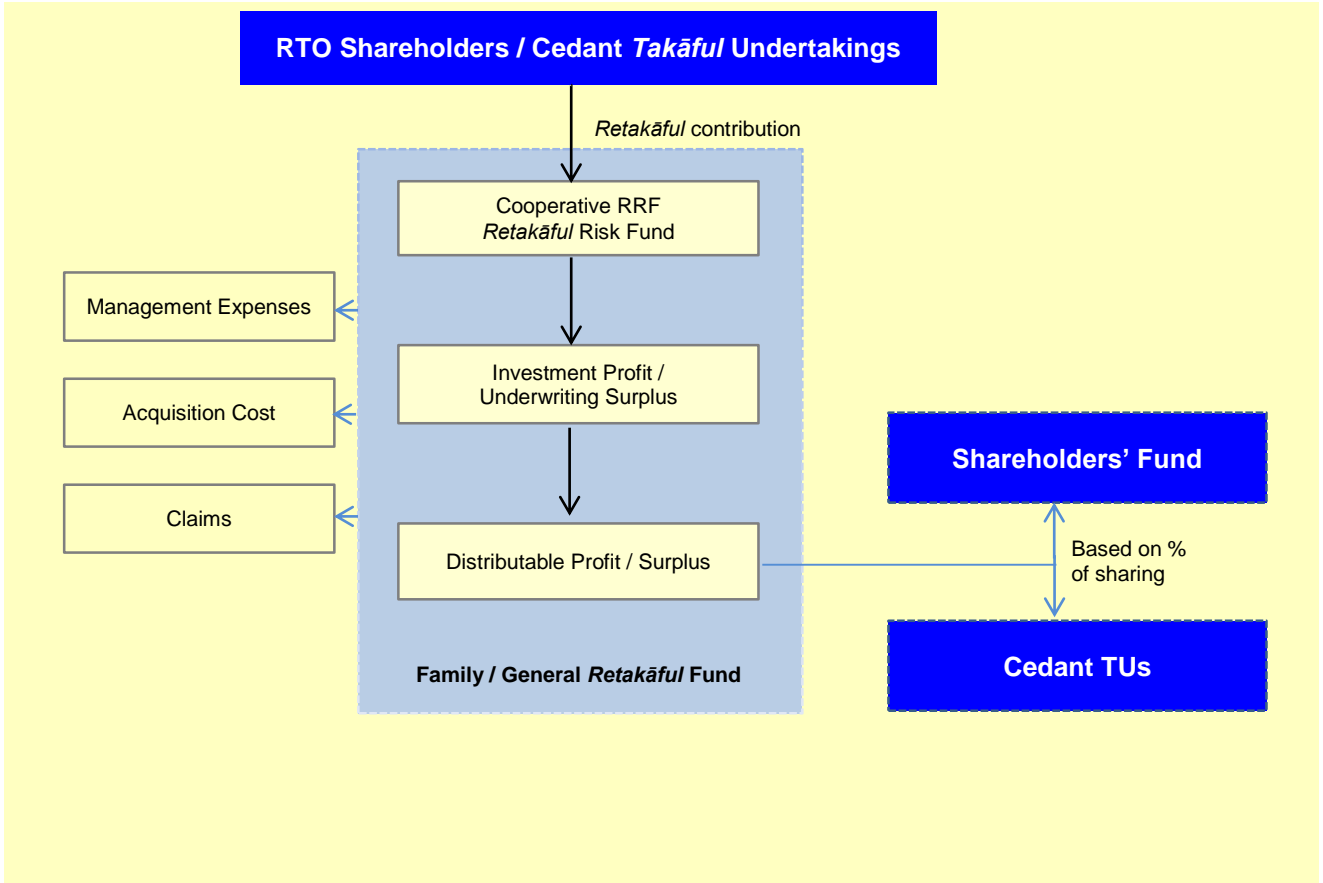 RTO Shareholders / Cedant Takāful Undertakings
Retakāful contribution
Cooperative RRF
Retakāful Risk Fund
Management Expenses
Investment Profit /
Underwriting Surplus
Acquisition Cost
Shareholders’ Fund
Claims
Distributable Profit / Surplus
Based on %
of sharing
Family / General Retakāful Fund
Cedant TUs